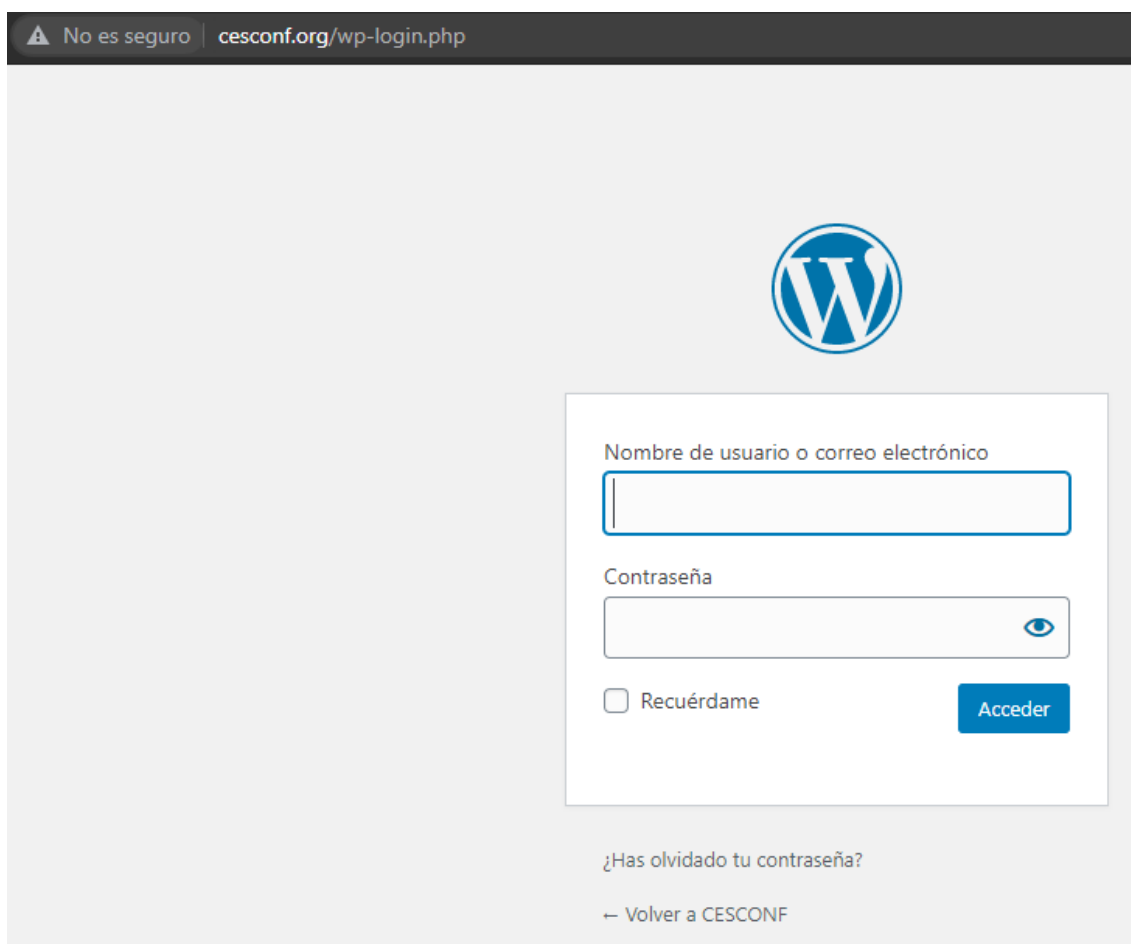 No es seguro | cesconf.org/wp-login.php
Nombre de usuario o correo electrónico
Contraseña
Recuérdame
Acceder
¿Has olvidado tu contraseña?
← Volver a CESCONF